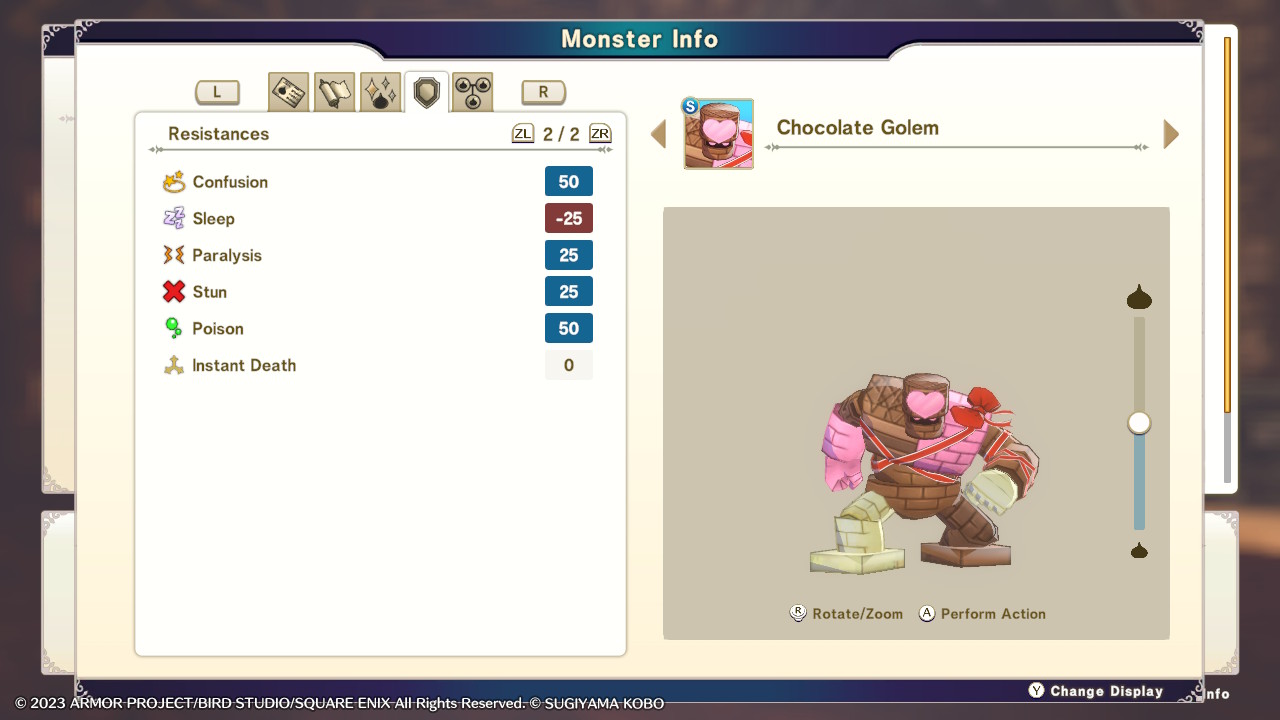 Monster Info
L
R
Resistances
ZL 2 / 2 ZR
Confusion 50
Sleep -25
Paralysis 25
Stun 25
Poison 50
Instant Death 0
S
Chocolate Golem
R Rotate/Zoom A Perform Action
Y Change Display
Info
© 2023 ARMOR PROJECT/BIRD STUDIO/SQUARE ENIX All Rights Reserved. © SUGIYAMA KOBO